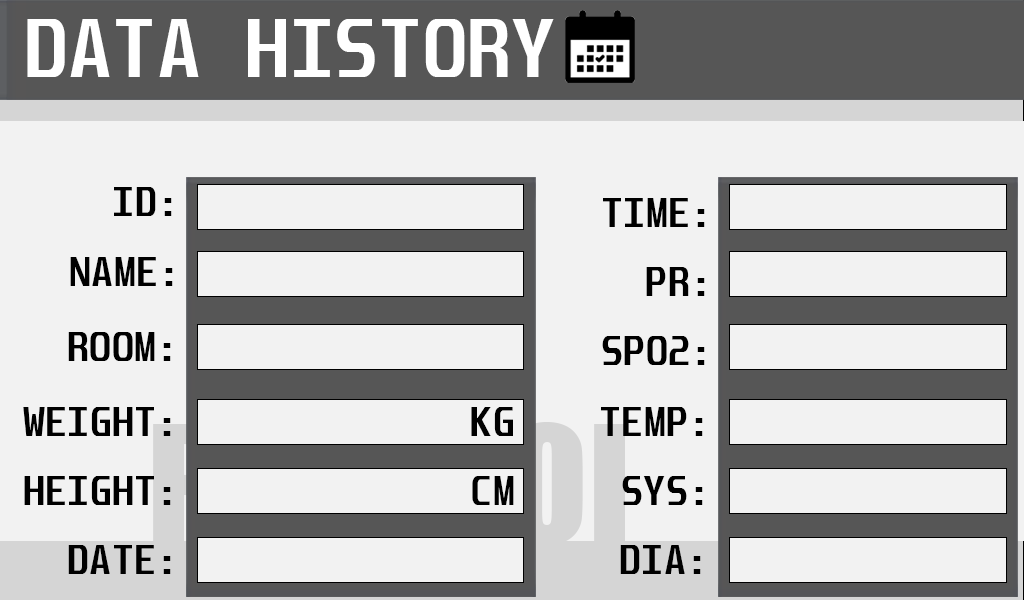 DATA HISTORY
ID:
NAME:
ROOM:
WEIGHT: KG
HEIGHT: CM
DATE:
TIME:
PR:
SPO2:
TEMP:
SYS:
DIA: